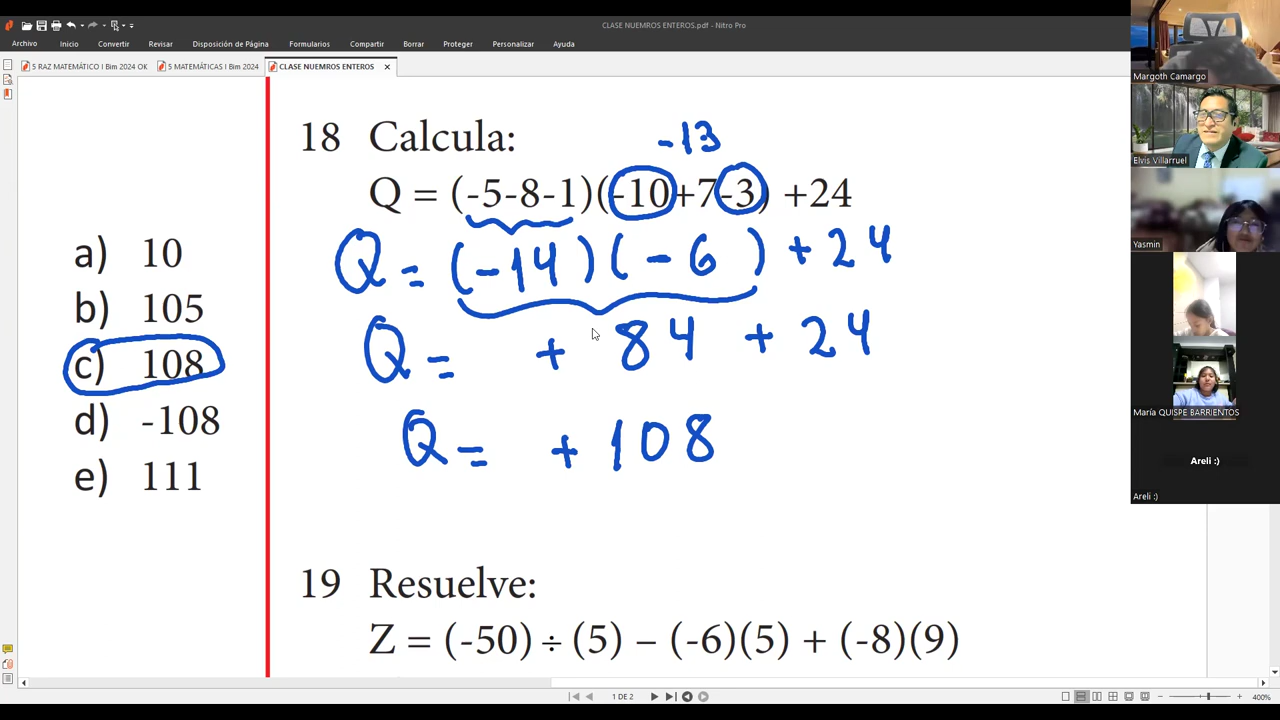 CLASE NUEMROS ENTEROS.pdf - Nitro Pro
Archivo Inicio Convertir Revisar Disposición de Página Formularios Compartir Borrar Proteger Personalizar Ayuda
5 RAZ MATEMÁTICO I Bim 2024 OK 5 MATEMÁTICAS I Bim 2024 CLASE NUEMROS ENTEROS
18 Calcula:
-13
Q = (-5-8-1)(-10+7-3) +24
Q = (-14)(-6) + 24
Q = + 84 + 24
Q = + 108
a) 10
b) 105
c) 108
d) -108
e) 111
19 Resuelve:
Z = (-50) ÷ (5) – (-6)(5) + (-8)(9)
Margoth Camargo
Elvis Villarruel
Yasmin
María QUISPE BARRIENTOS
Areli :)
Areli :)
1 DE 2
400%